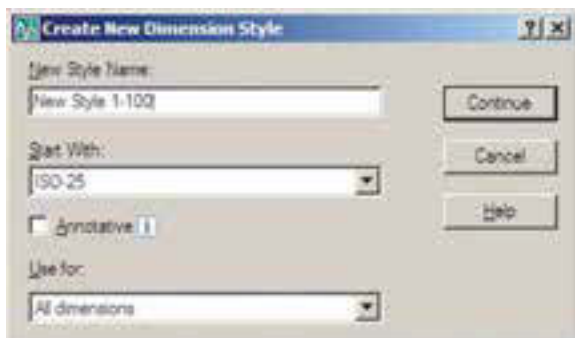 Create New Dimension Style
New Style Name:
New Style 1-100
Continue
Start With:
Cancel
ISO-25
Help
Annotative
Use for:
All dimensions